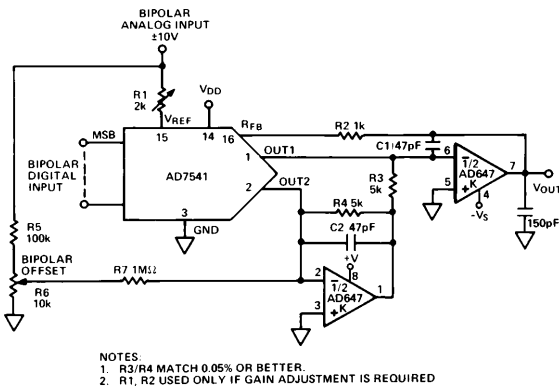 BIPOLAR
ANALOG INPUT
±10V
R1
2k
VREF
VDD
15
14
16
RFB
R2 1k
C1 47pF
MSB
BIPOLAR
DIGITAL
INPUT
AD7541
1
OUT1
2
OUT2
3
GND
R3
5k
R4 5k
C2 47pF
6
1/2
AD647
K
5
7
4
-VS
VOUT
150pF
R5
100k
BIPOLAR
OFFSET
R6
10k
R7 1MΩ
+V
8
2
1/2
AD647
K
3
1
NOTES:
1. R3/R4 MATCH 0.05% OR BETTER.
2. R1, R2 USED ONLY IF GAIN ADJUSTMENT IS REQUIRED